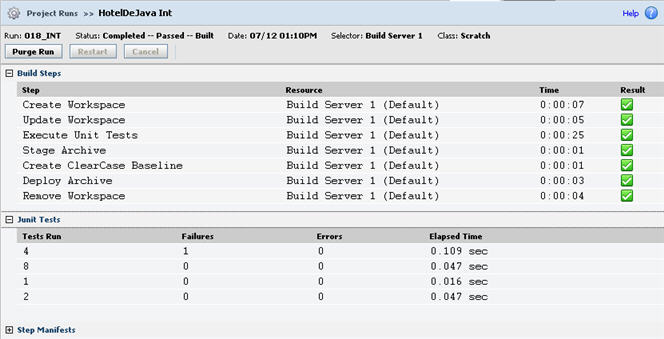 Project Runs >> HotelDeJava Int Help ?
Run: 018_INT Status: Completed -- Passed -- Built Date: 07/12 01:10PM Selector: Build Server 1 Class: Scratch
Purge Run Restart Cancel
Build Steps
Step Resource Time Result
Create Workspace Build Server 1 (Default) 0:00:07
Update Workspace Build Server 1 (Default) 0:00:05
Execute Unit Tests Build Server 1 (Default) 0:00:25
Stage Archive Build Server 1 (Default) 0:00:01
Create ClearCase Baseline Build Server 1 (Default) 0:00:01
Deploy Archive Build Server 1 (Default) 0:00:03
Remove Workspace Build Server 1 (Default) 0:00:04
Junit Tests
Tests Run Failures Errors Elapsed Time
4 1 0 0.109 sec
8 0 0 0.047 sec
1 0 0 0.016 sec
2 0 0 0.047 sec
Step Manifests